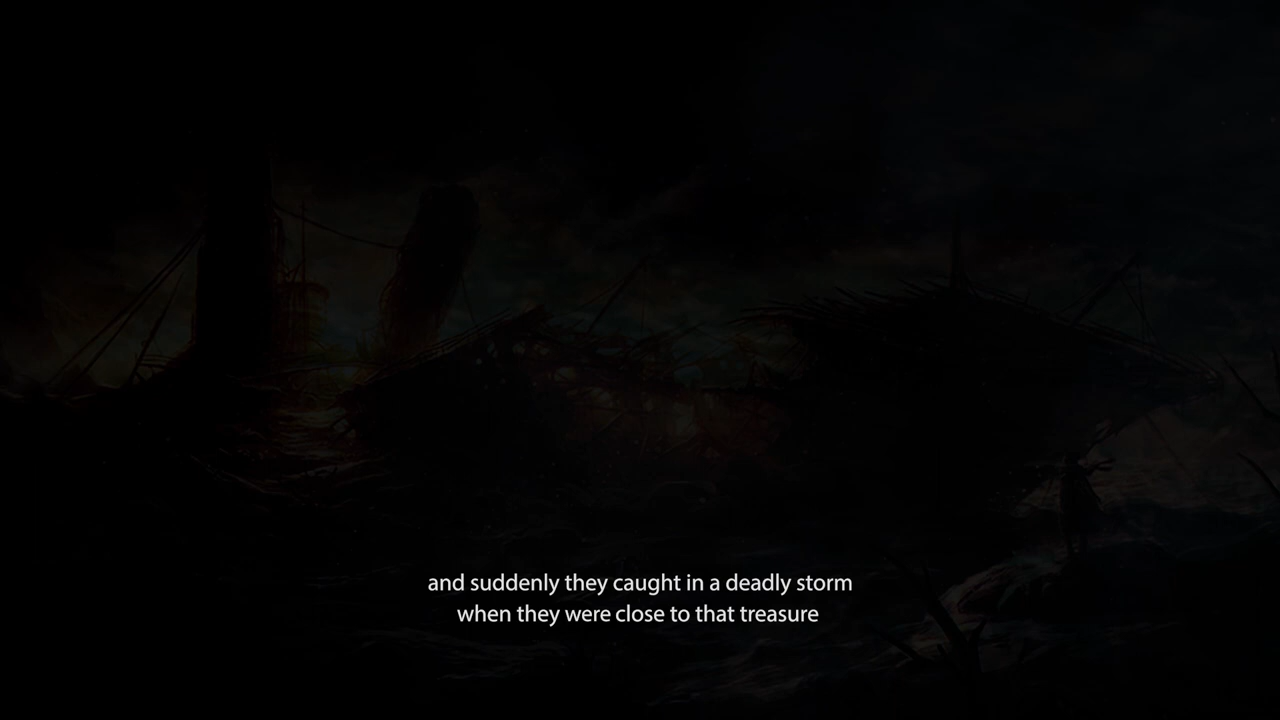 and suddenly they caught in a deadly storm
when they were close to that treasure